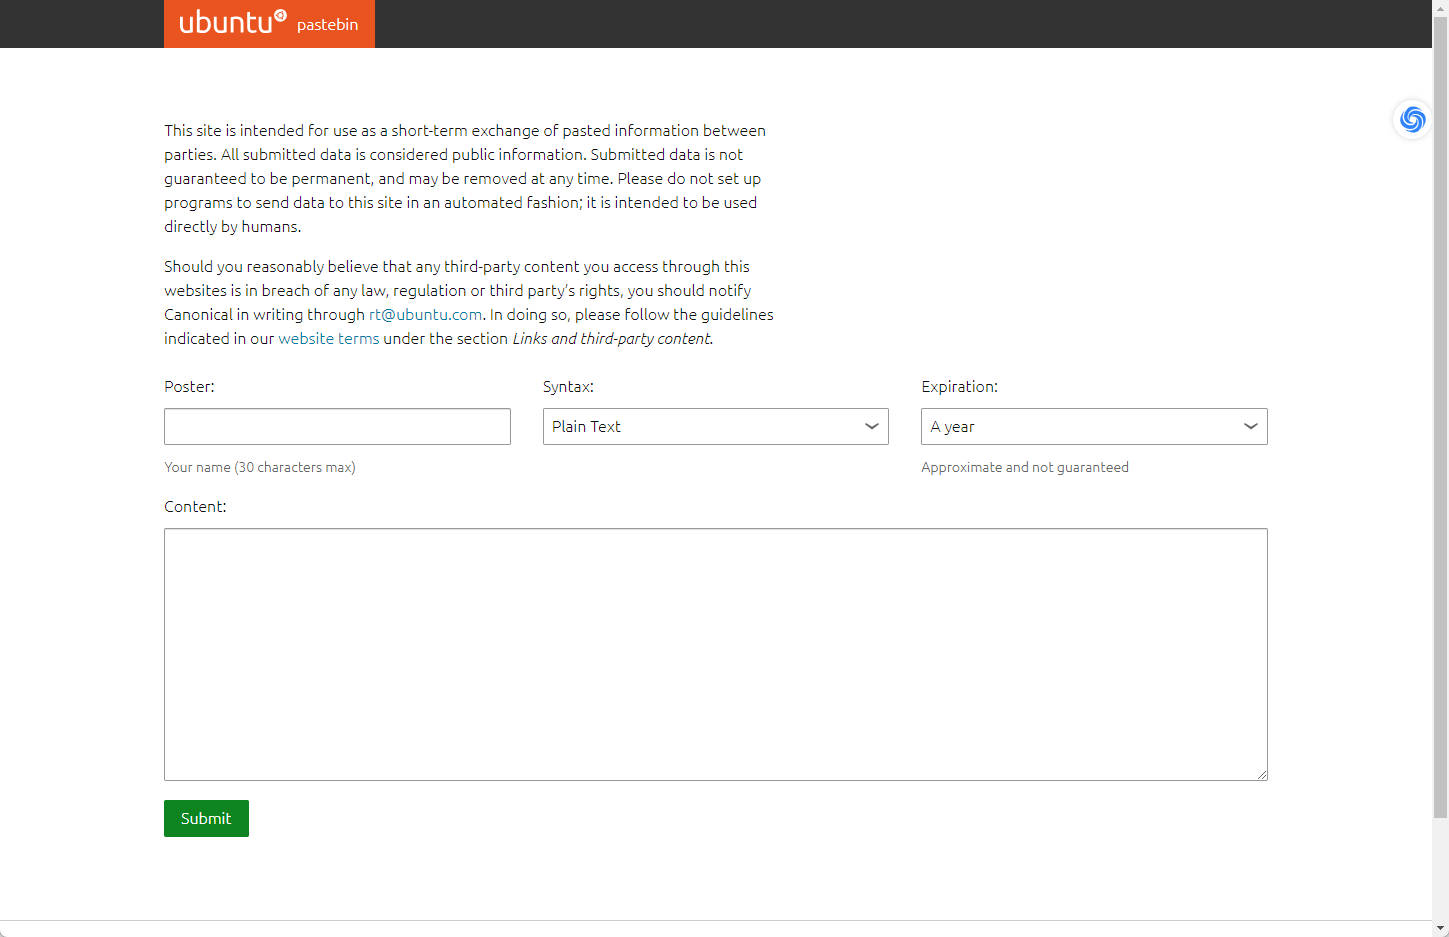 ubuntu pastebin
This site is intended for use as a short-term exchange of pasted information between
parties. All submitted data is considered public information. Submitted data is not
guaranteed to be permanent, and may be removed at any time. Please do not set up
programs to send data to this site in an automated fashion; it is intended to be used
directly by humans.
Should you reasonably believe that any third-party content you access through this
websites is in breach of any law, regulation or third party’s rights, you should notify
Canonical in writing through rt@ubuntu.com. In doing so, please follow the guidelines
indicated in our website terms under the section Links and third-party content.
Poster: Syntax: Expiration:
Plain Text A year
Your name (30 characters max) Approximate and not guaranteed
Content:
Submit